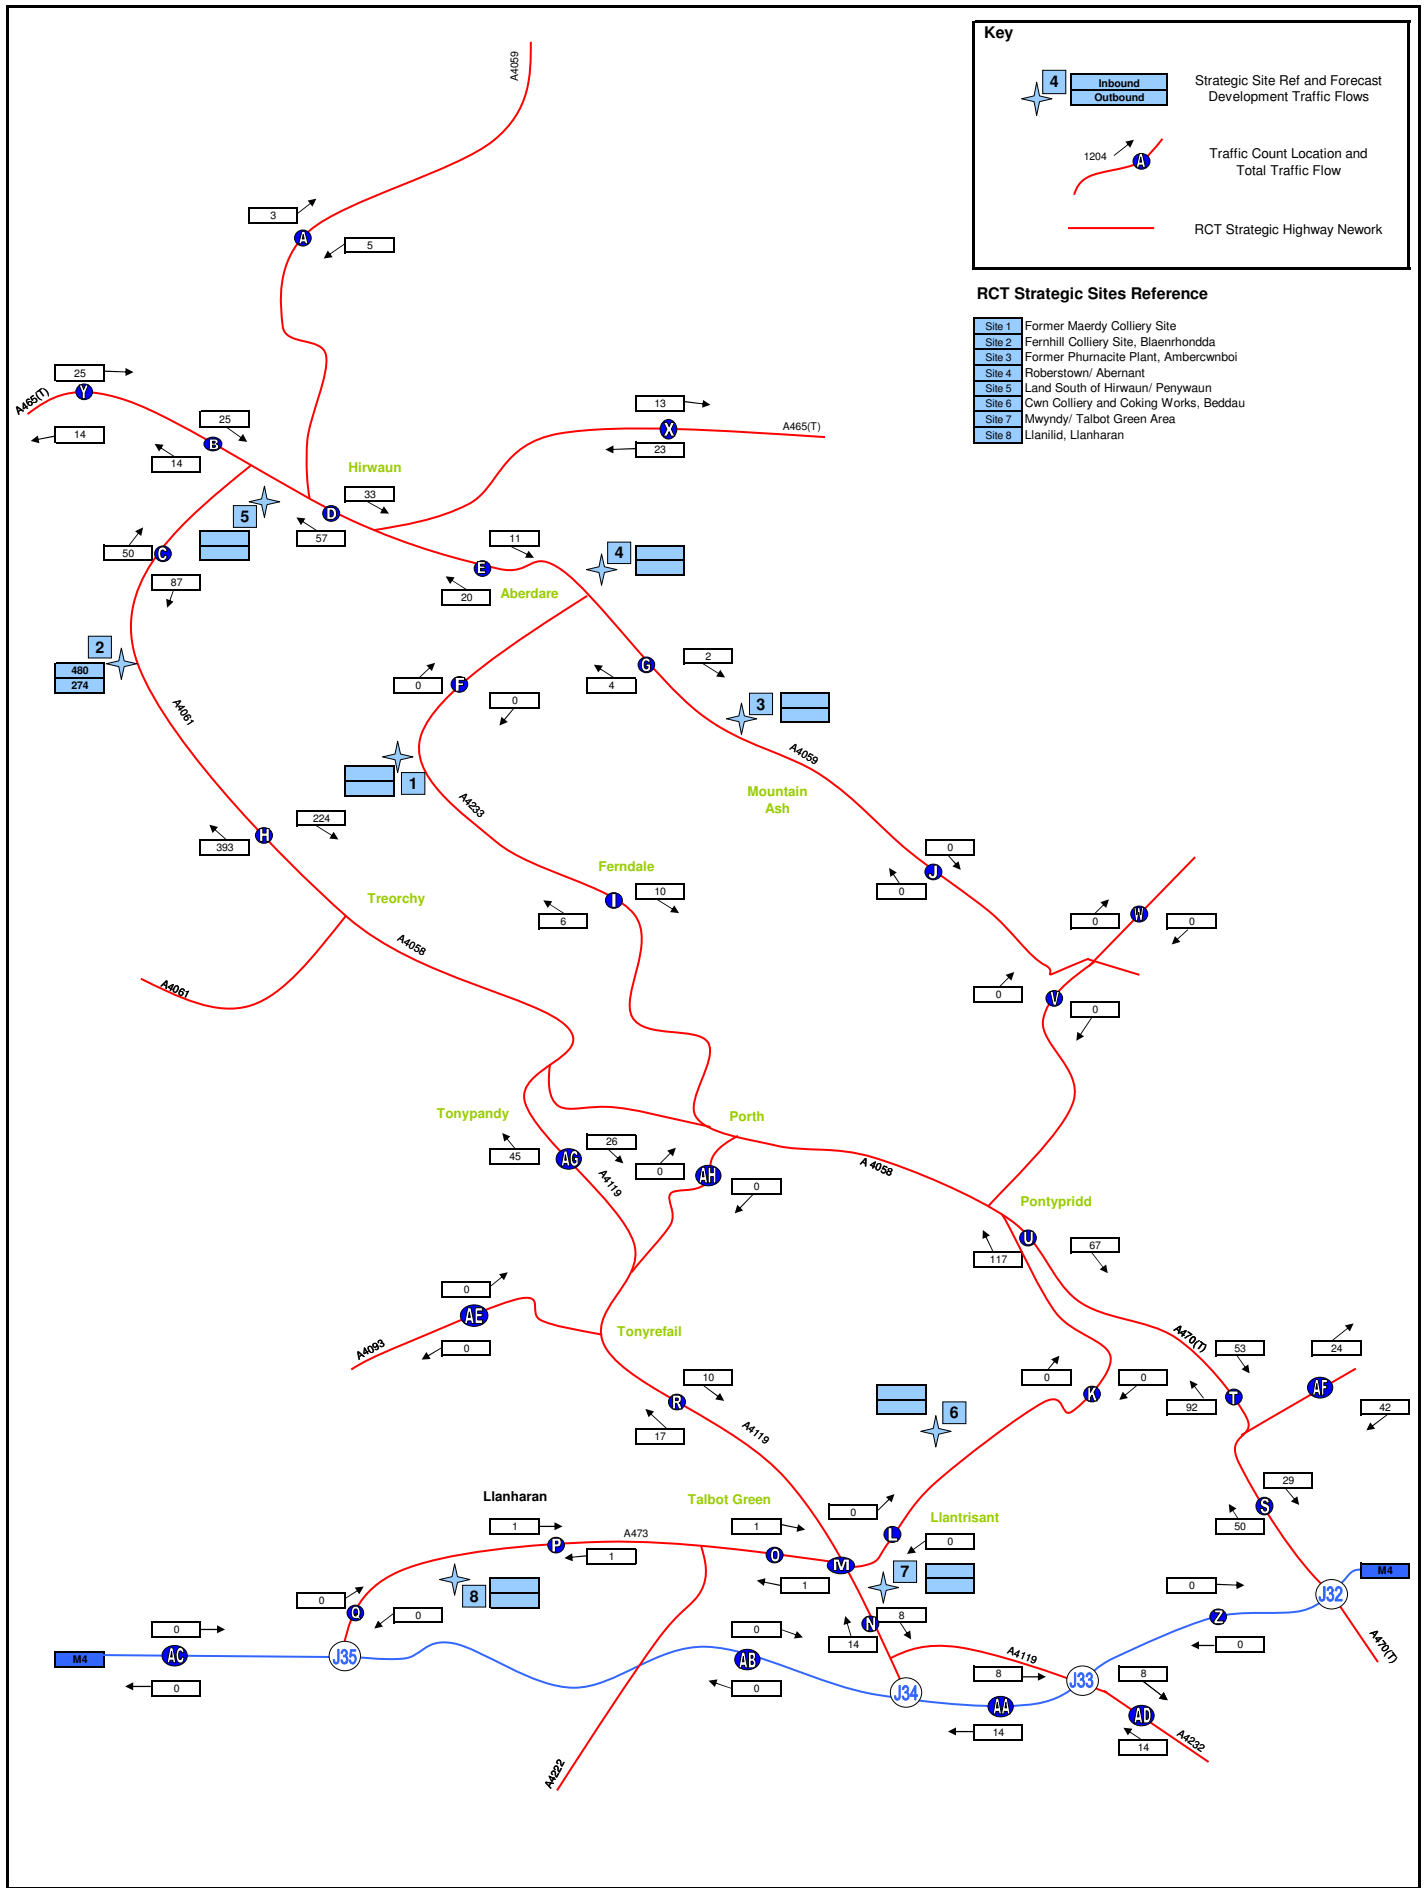 Key
4
Inbound
Outbound
Strategic Site Ref and Forecast
Development Traffic Flows
1204
A
Traffic Count Location and
Total Traffic Flow
RCT Strategic Highway Nework
RCT Strategic Sites Reference
Site 1 Former Maerdy Colliery Site
Site 2 Fernhill Colliery Site, Blaenrhondda
Site 3 Former Phurnacite Plant, Ambercwnboi
Site 4 Roberstown/ Abernant
Site 5 Land South of Hirwaun/ Penywaun
Site 6 Cwn Colliery and Coking Works, Beddau
Site 7 Mwyndy/ Talbot Green Area
Site 8 Llanilid, Llanharan
A4059
3
A
5
25
Y
A465(T)
14
25
B
14
13
X
A465(T)
23
Hirwaun
33
D
57
5
50
C
87
11
E
20
Aberdare
4
2
480
274
A4061
0
F
0
G
2
4
3
A4059
1
A4233
Mountain
Ash
224
H
393
Treorchy
Ferndale
10
I
6
0
J
0
0
W
0
A4058
A4061
0
V
0
Tonypandy
Porth
45
AG
26
A4119
0
AH
0
A 4058
Pontypridd
U
117
67
0
AE
0
A4093
Tonyrefail
A470(T)
53
T
92
24
AF
42
10
R
17
A4119
6
0
K
0
29
S
50
Llanharan
Talbot Green
Llantrisant
1
P
1
A473
1
O
1
M
0
L
0
7
8
0
Q
0
N
8
14
0
Z
0
J32
M4
A470(T)
M4
0
AC
0
J35
0
AB
0
J34
A4119
8
AA
14
J33
8
AD
14
A4232
A4222